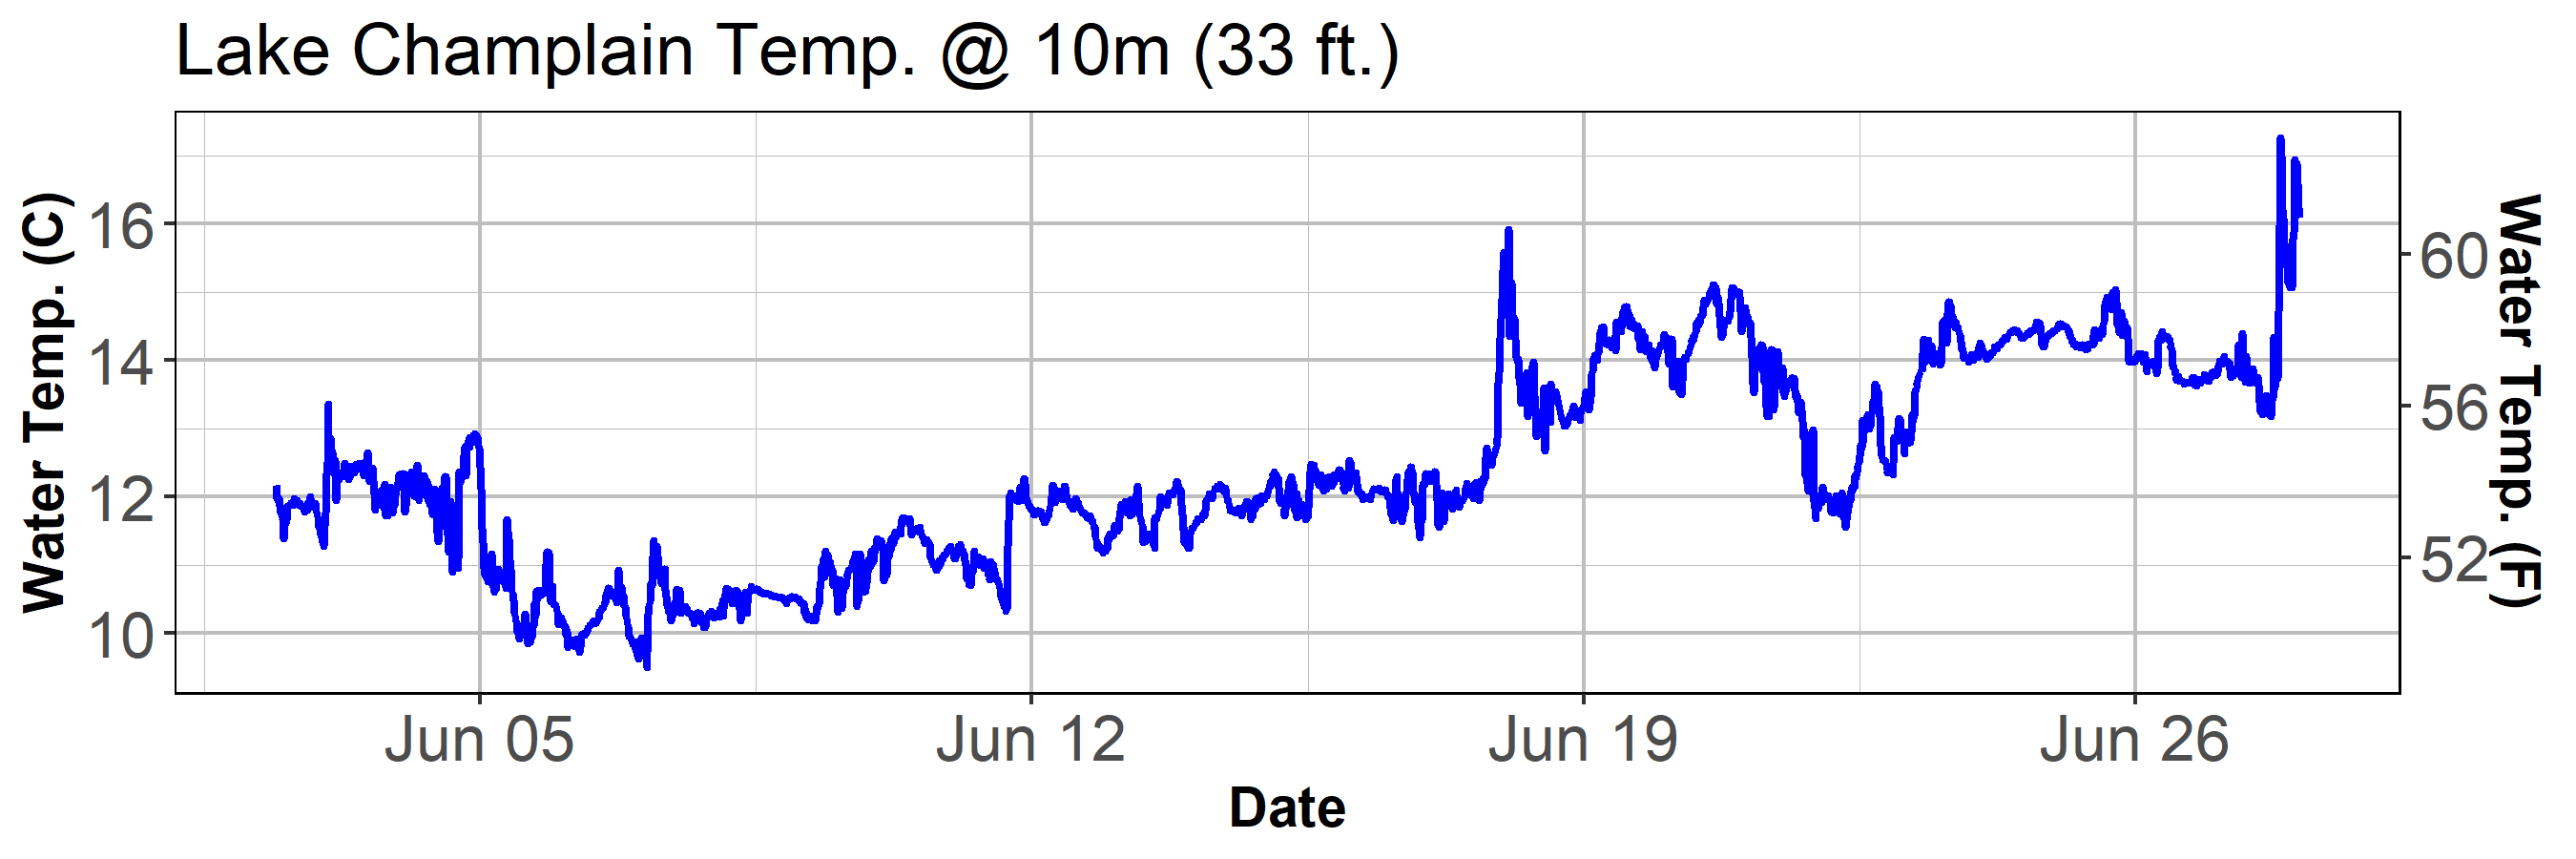 Lake Champlain Temp. @ 10m (33 ft.)
Water Temp. (C)
16
14
12
10
60
56
52
Water Temp. (F)
Jun 05
Jun 12
Jun 19
Jun 26
Date